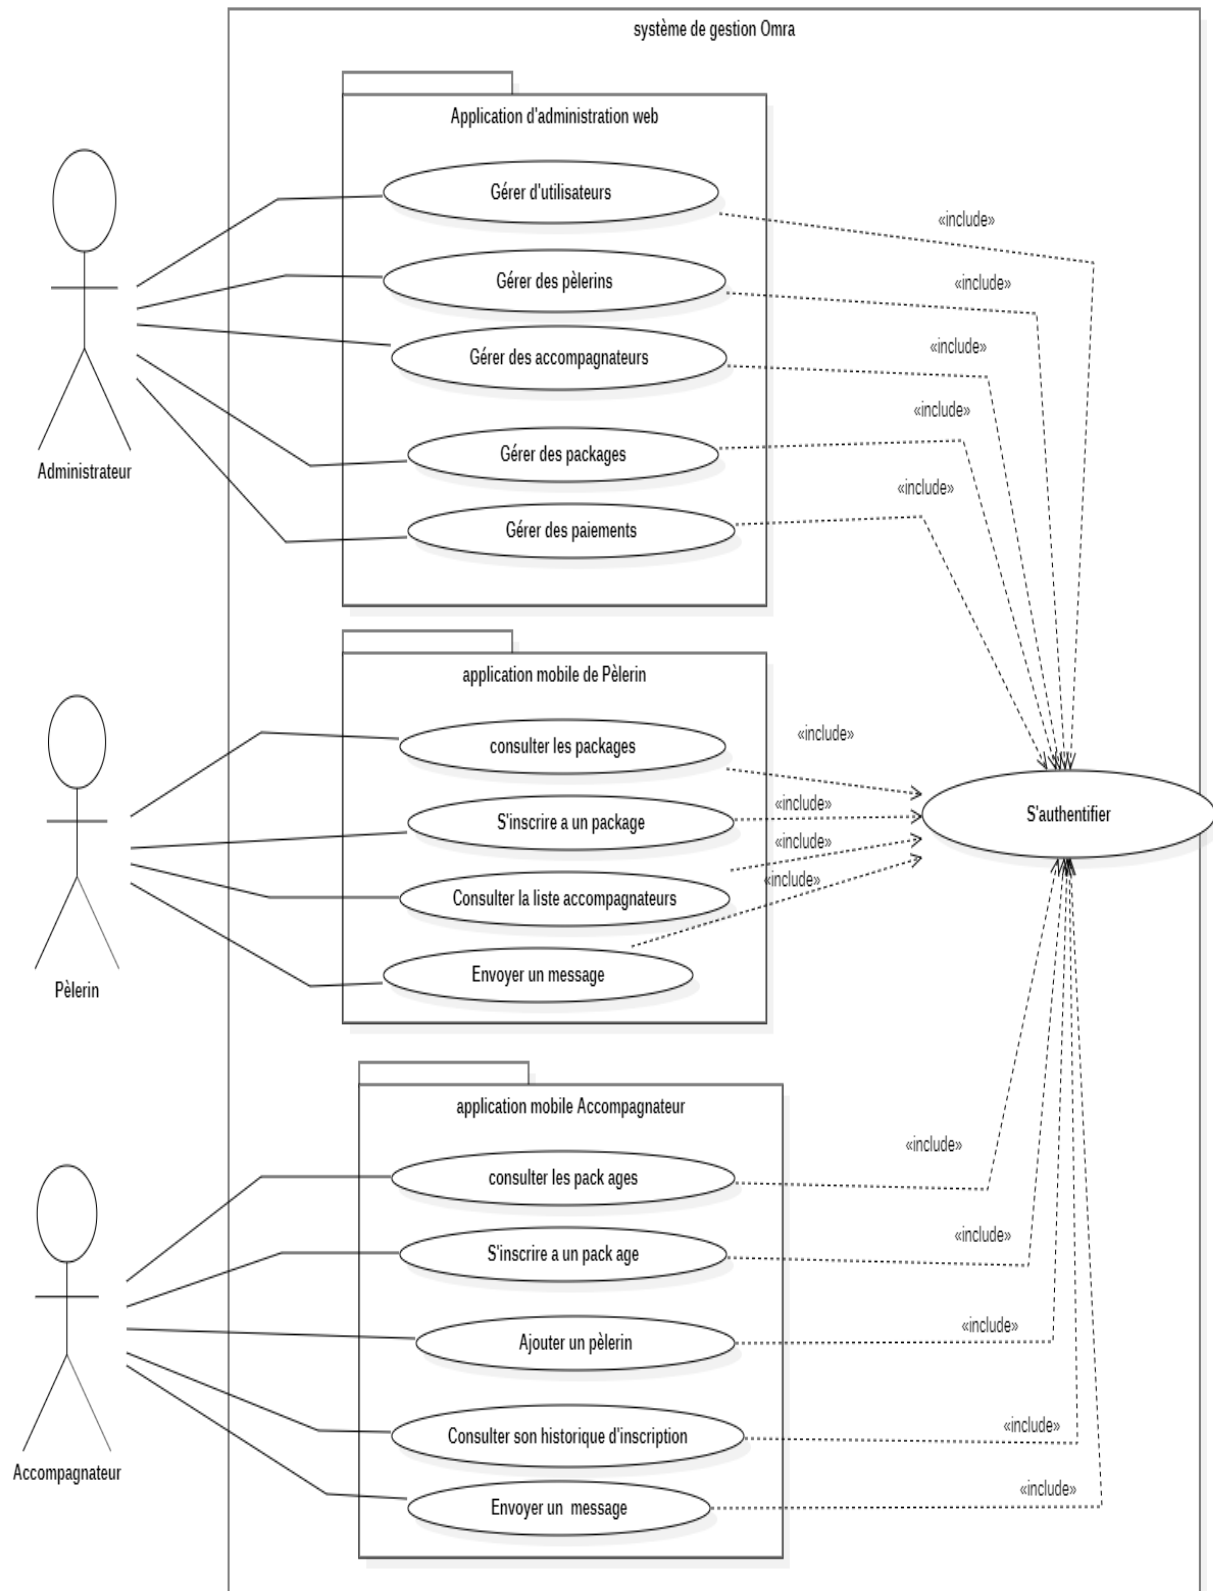 système de gestion Omra
Application d'administration web
Gérer d'utilisateurs
«include»
Gérer des pèlerins
«include»
Gérer des accompagnateurs
«include»
Gérer des packages
«include»
Gérer des paiements
«include»
Administrateur
application mobile de Pèlerin
consulter les packages
«include»
S'inscrire a un package
«include»
Consulter la liste accompagnateurs
«include»
Envoyer un message
«include»
S'authentifier
Pèlerin
application mobile Accompagnateur
consulter les pack ages
«include»
S'inscrire a un pack age
«include»
Ajouter un pèlerin
«include»
Consulter son historique d'inscription
«include»
Envoyer un  message
«include»
Accompagnateur